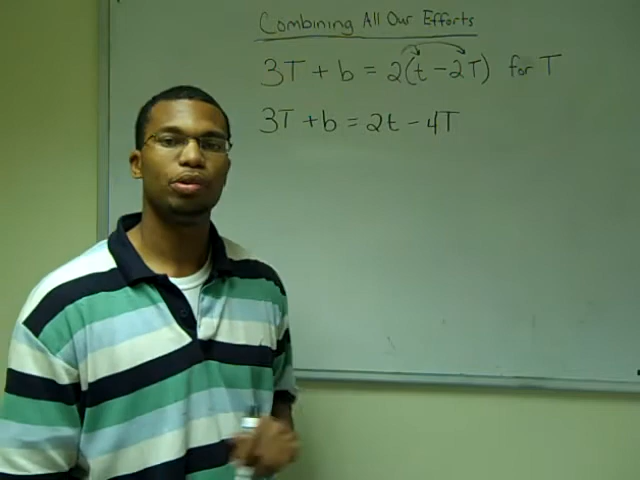 Combining All Our Efforts
3T + b = 2(t - 2T) for T
3T + b = 2t - 4T